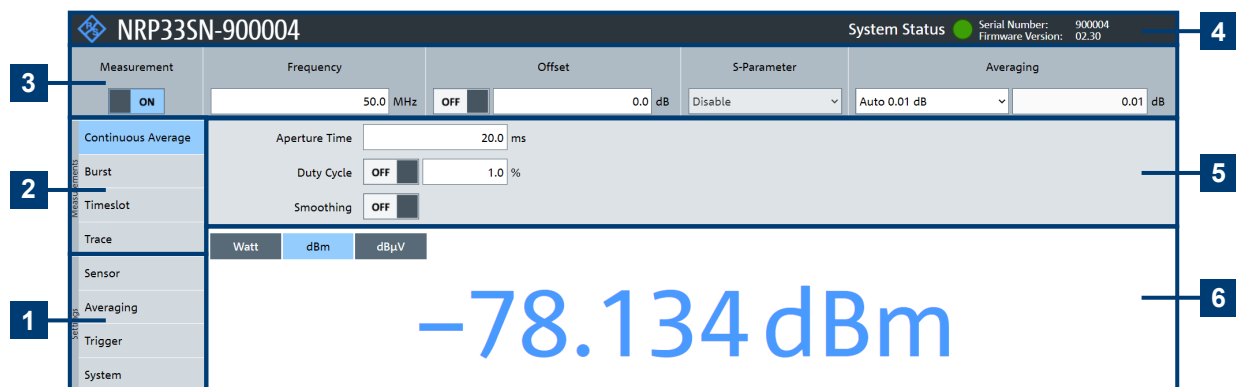 R&S NRP33SN-900004 System Status Serial Number: 900004
Firmware Version: 02.30
4
3
Measurement Frequency Offset S-Parameter Averaging
ON 50.0 MHz OFF 0.0 dB Disable Auto 0.01 dB 0.01 dB
2
Measurements
Continuous Average
Burst
Timeslot
Trace
Aperture Time 20.0 ms
Duty Cycle OFF 1.0 %
Smoothing OFF
5
1
Settings
Sensor
Averaging
Trigger
System
Watt dBm dBµV
−78.134 dBm
6